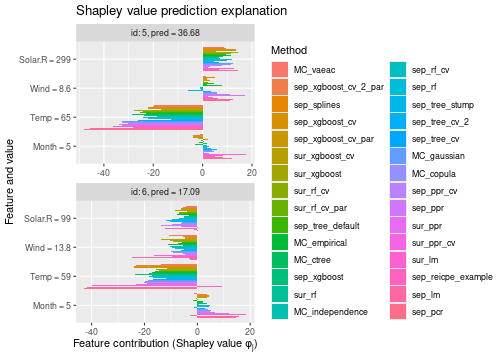 Shapley value prediction explanation
id: 5, pred = 36.68
Solar.R = 299
Wind = 8.6
Temp = 65
Month = 5
-40
-20
0
20
id: 6, pred = 17.09
Solar.R = 99
Wind = 13.8
Temp = 59
Month = 5
-40
-20
0
20
Feature and value
Feature contribution (Shapley value φj)
Method
MC_vaeac
sep_xgboost_cv_2_par
sep_splines
sep_xgboost_cv
sep_xgboost_cv_par
sur_xgboost_cv
sur_xgboost
sur_rf_cv
sur_rf_cv_par
sep_tree_default
MC_empirical
MC_ctree
sep_xgboost
sur_rf
MC_independence
sep_rf_cv
sep_rf
sep_tree_stump
sep_tree_cv_2
sep_tree_cv
MC_gaussian
MC_copula
sep_ppr_cv
sep_ppr
sur_ppr
sur_ppr_cv
sur_lm
sep_reicpe_example
sep_lm
sep_pcr